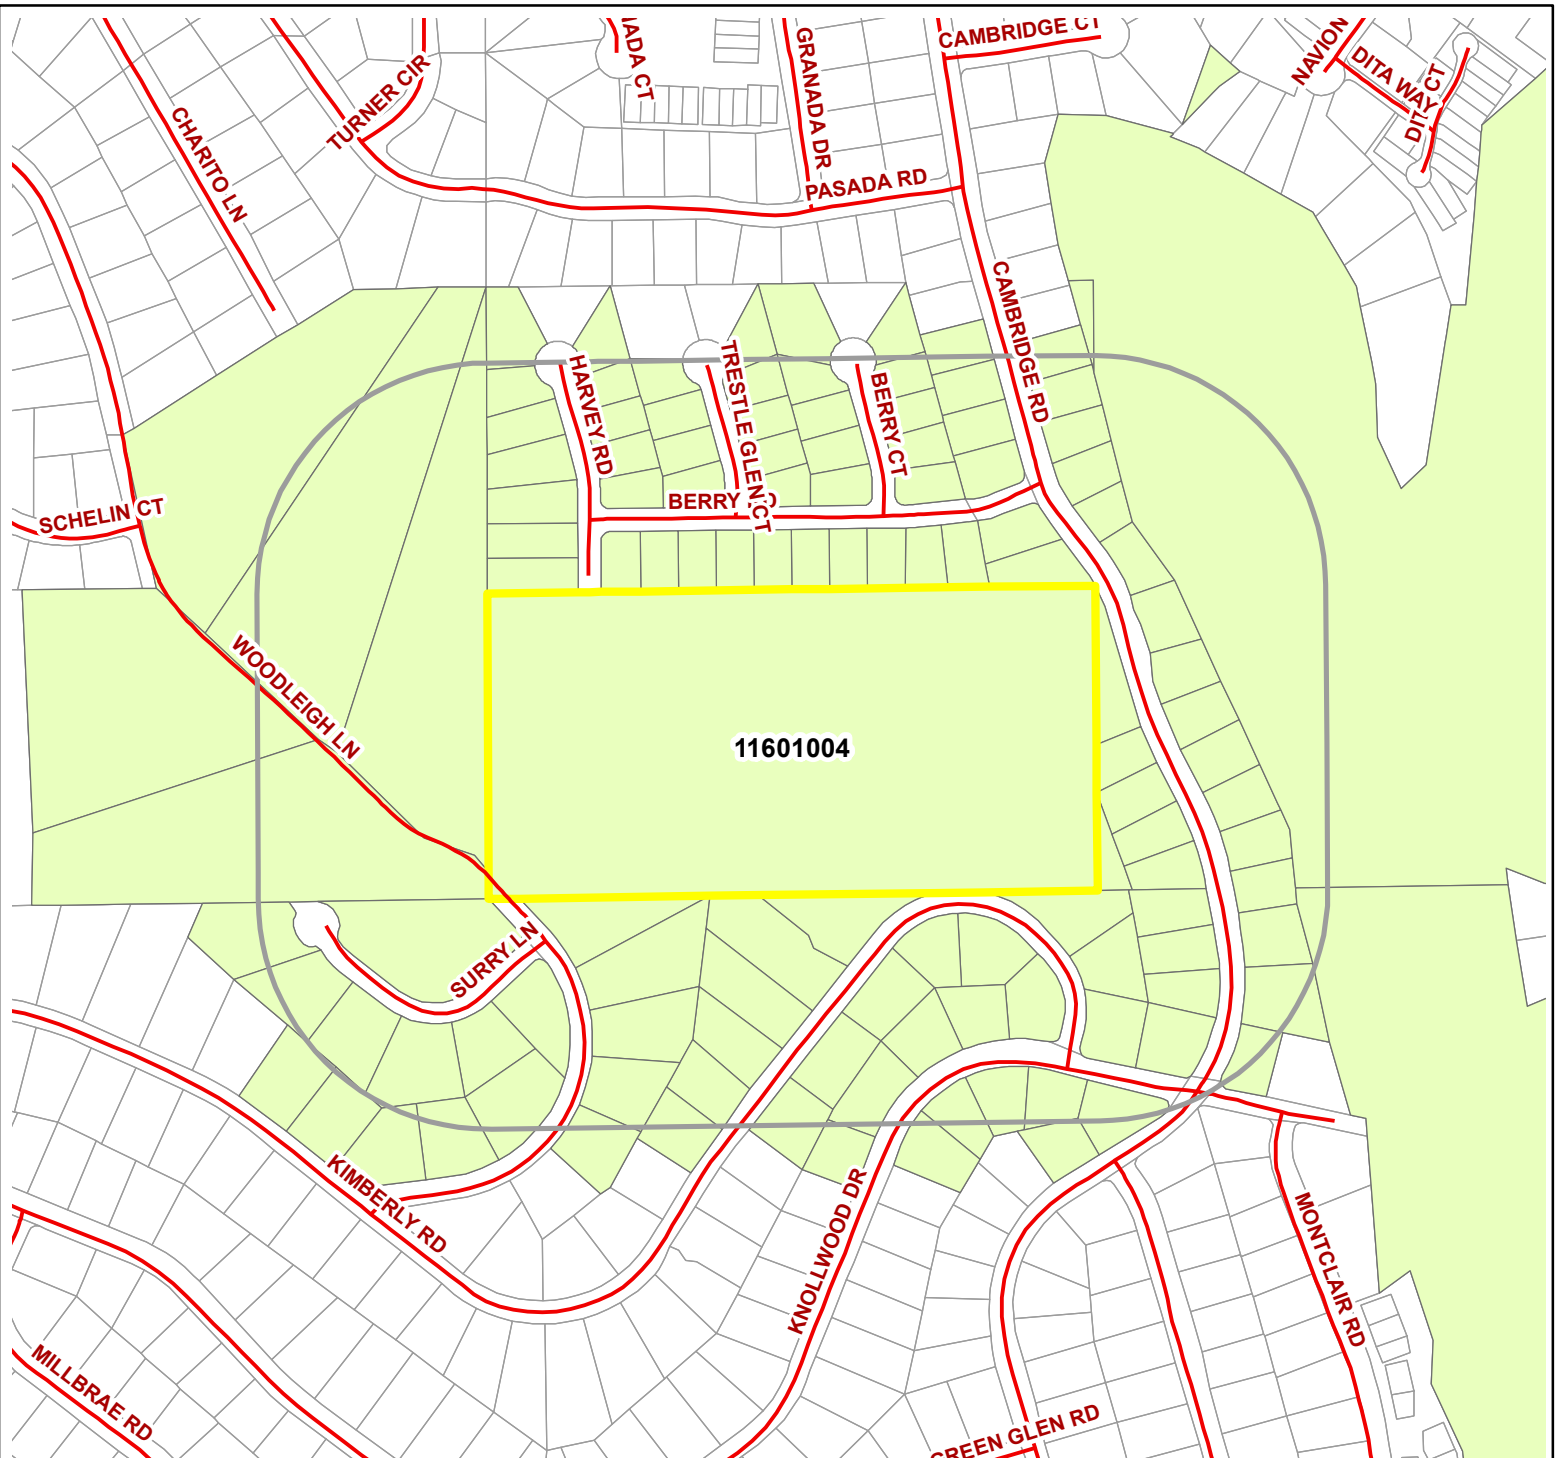 CAMBRIDGE CT
NAVION
DITA WAY
TURNER CIR
ADA CT
GRANADA DR
CHARITO LN
PASADA RD
CAMBRIDGE RD
HARVEY RD
TRESTLE GLEN CT
BERRY CT
BERRY
SCHELIN CT
WOODLEIGH LN
11601004
SURRY LN
KIMBERLY RD
KNOLLWOOD DR
MONTCLAIR RD
MILLBRAE RD
GREEN GLEN RD